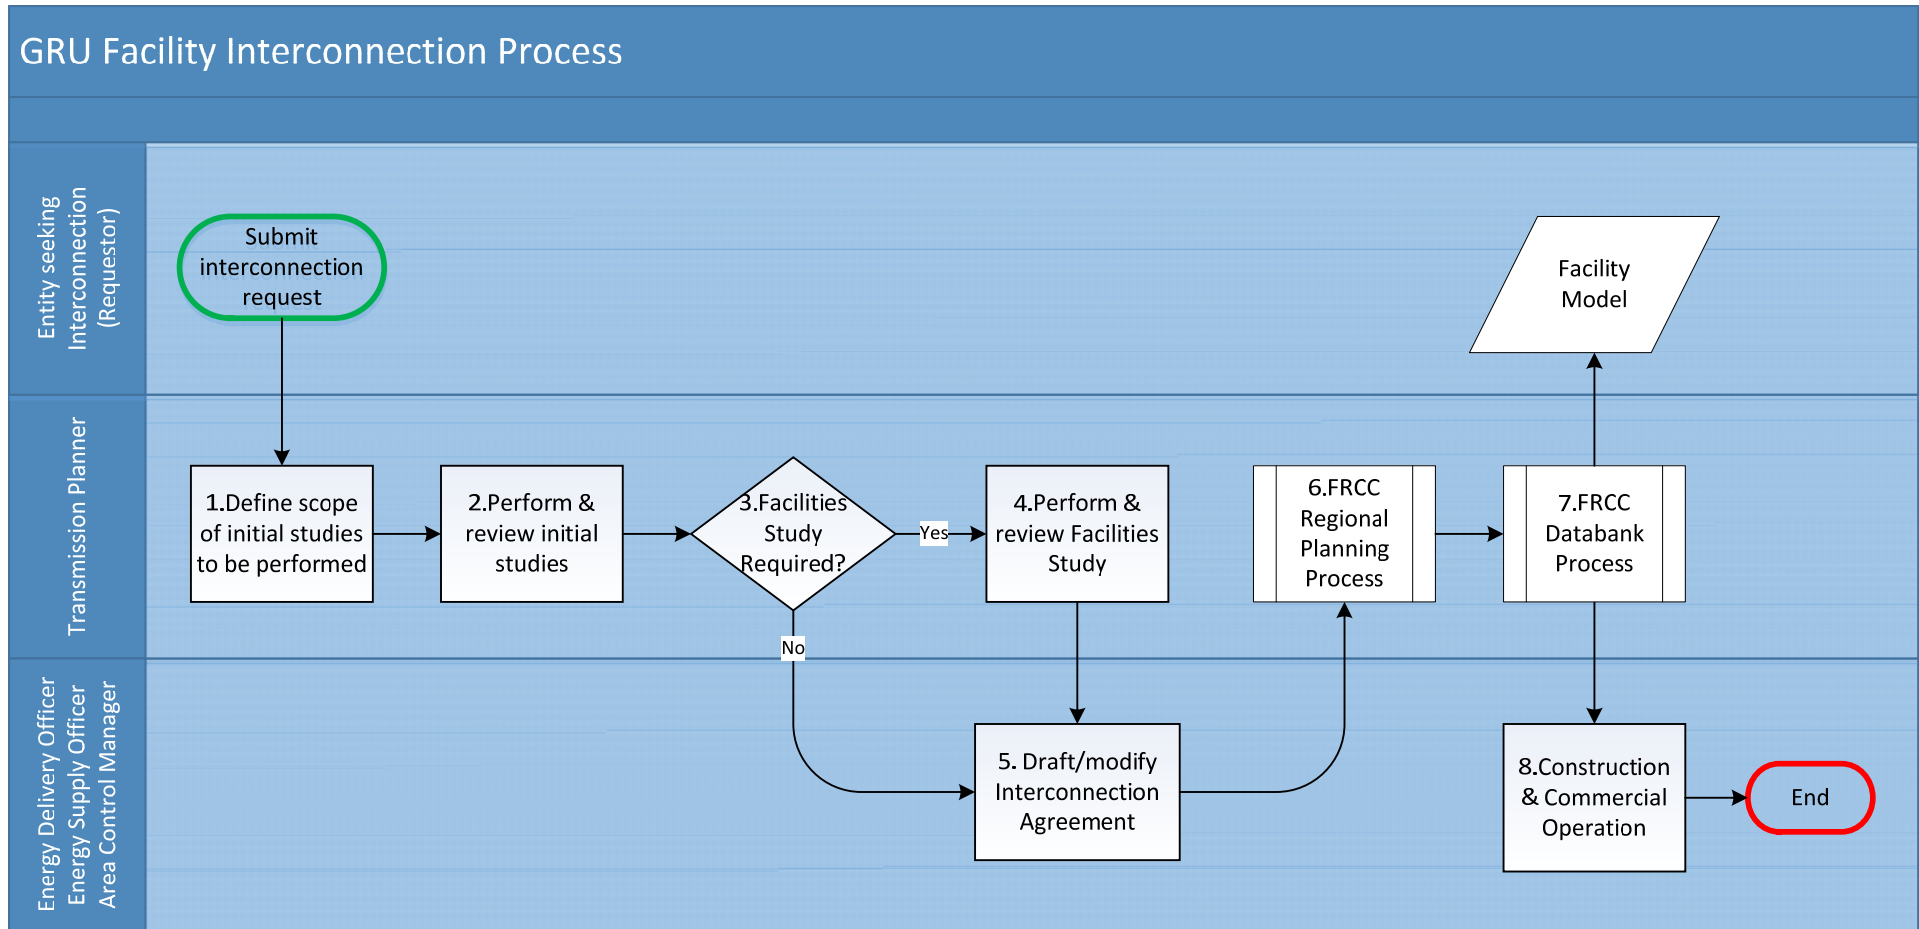 GRU Facility Interconnection Process
Entity seeking
Interconnection
(Requestor)
Submit
interconnection
request
Facility
Model
Transmission Planner
1.Define scope
of initial studies
to be performed
2.Perform &
review initial
studies
3.Facilities
Study
Required?
Yes
No
4.Perform &
review Facilities
Study
6.FRCC
Regional
Planning
Process
7.FRCC
Databank
Process
Energy Delivery Officer
Energy Supply Officer
Area Control Manager
5. Draft/modify
Interconnection
Agreement
8.Construction
& Commercial
Operation
End